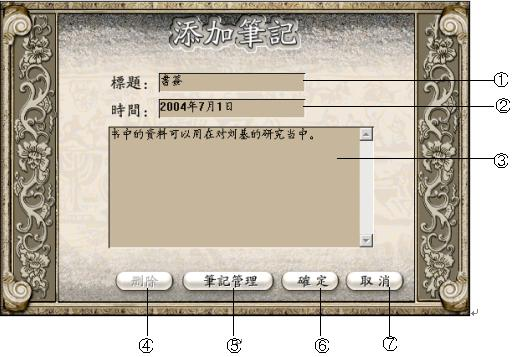 添加筆記
標題：書簽 ①
時間：2004年7月1日 ②
书中的資料可以用在对刘基的研究当中。
③
刪除 筆記管理 確定 取消
④ ⑤ ⑥ ⑦